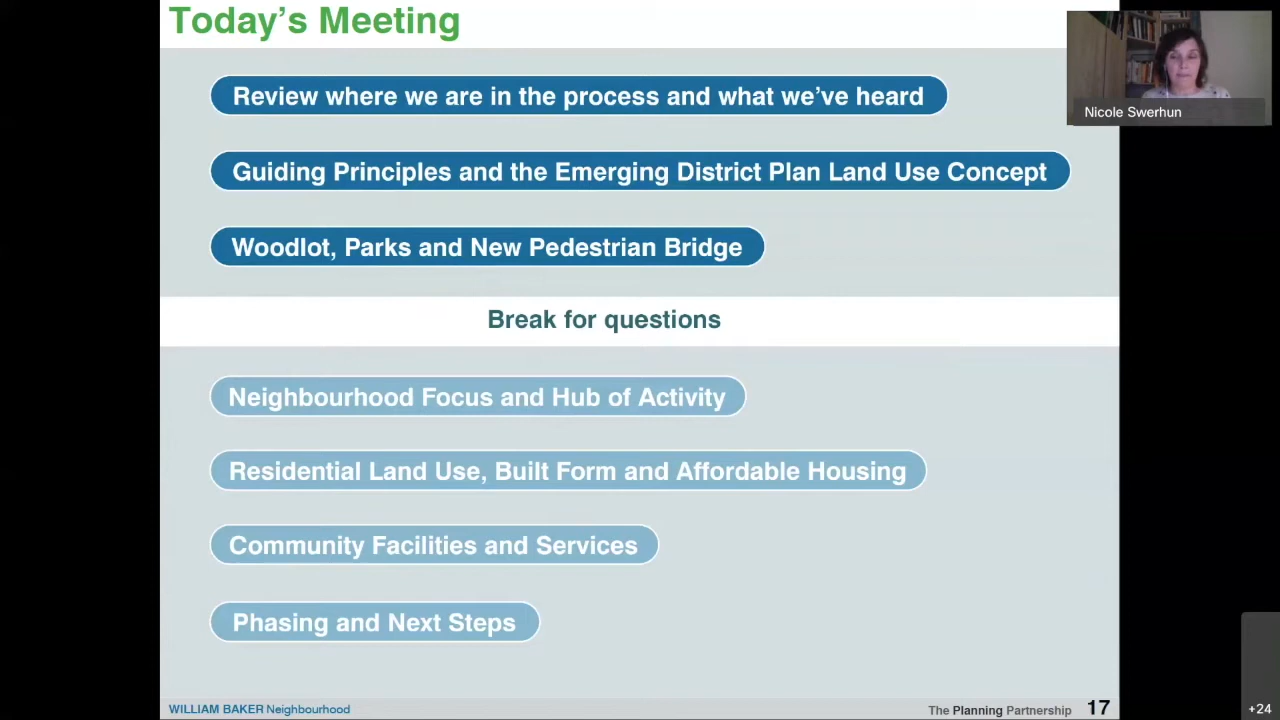 Today's Meeting
Nicole Swerhun
Review where we are in the process and what we've heard
Guiding Principles and the Emerging District Plan Land Use Concept
Woodlot, Parks and New Pedestrian Bridge
Break for questions
Neighbourhood Focus and Hub of Activity
Residential Land Use, Built Form and Affordable Housing
Community Facilities and Services
Phasing and Next Steps
WILLIAM BAKER Neighbourhood
The Planning Partnership 17
+24